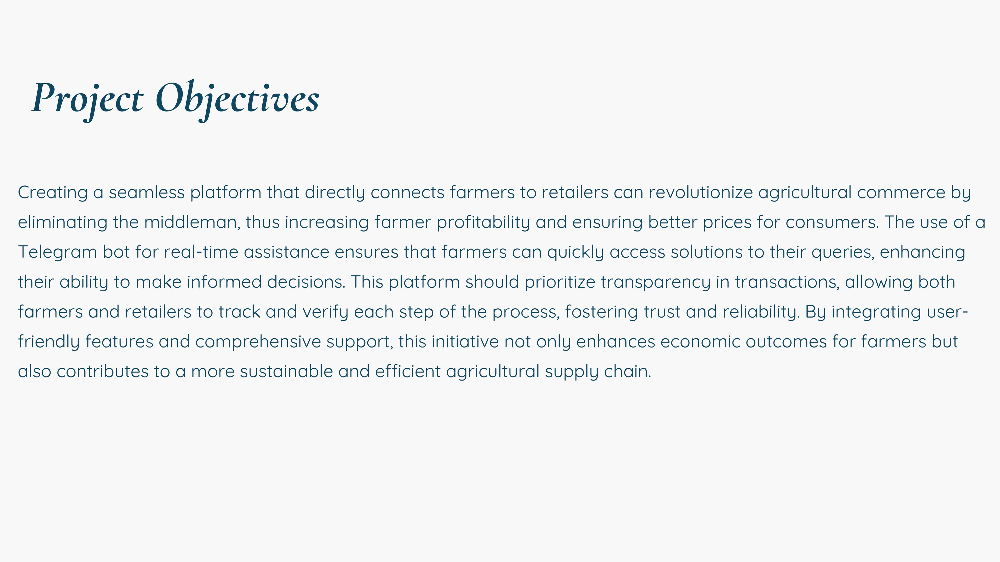 Project Objectives
Creating a seamless platform that directly connects farmers to retailers can revolutionize agricultural commerce by
eliminating the middleman, thus increasing farmer profitability and ensuring better prices for consumers. The use of a
Telegram bot for real-time assistance ensures that farmers can quickly access solutions to their queries, enhancing
their ability to make informed decisions. This platform should prioritize transparency in transactions, allowing both
farmers and retailers to track and verify each step of the process, fostering trust and reliability. By integrating user-
friendly features and comprehensive support, this initiative not only enhances economic outcomes for farmers but
also contributes to a more sustainable and efficient agricultural supply chain.